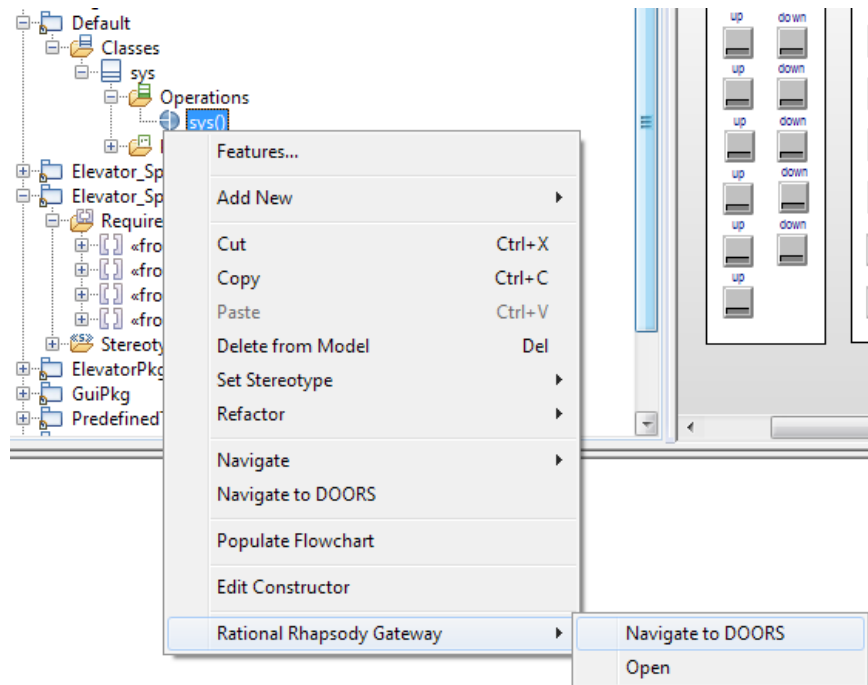 Default
Classes
sys
Operations
sys()
Elevator_Sp
Elevator_Sp
Require
«fro
«fro
«fro
«fro
«S»
Stereoty
ElevatorPkg
GuiPkg
Predefined
Features...
Add New
Cut Ctrl+X
Copy Ctrl+C
Paste Ctrl+V
Delete from Model Del
Set Stereotype
Refactor
Navigate
Navigate to DOORS
Populate Flowchart
Edit Constructor
Rational Rhapsody Gateway
Navigate to DOORS
Open
up down
up down
up down
up down
up down
up